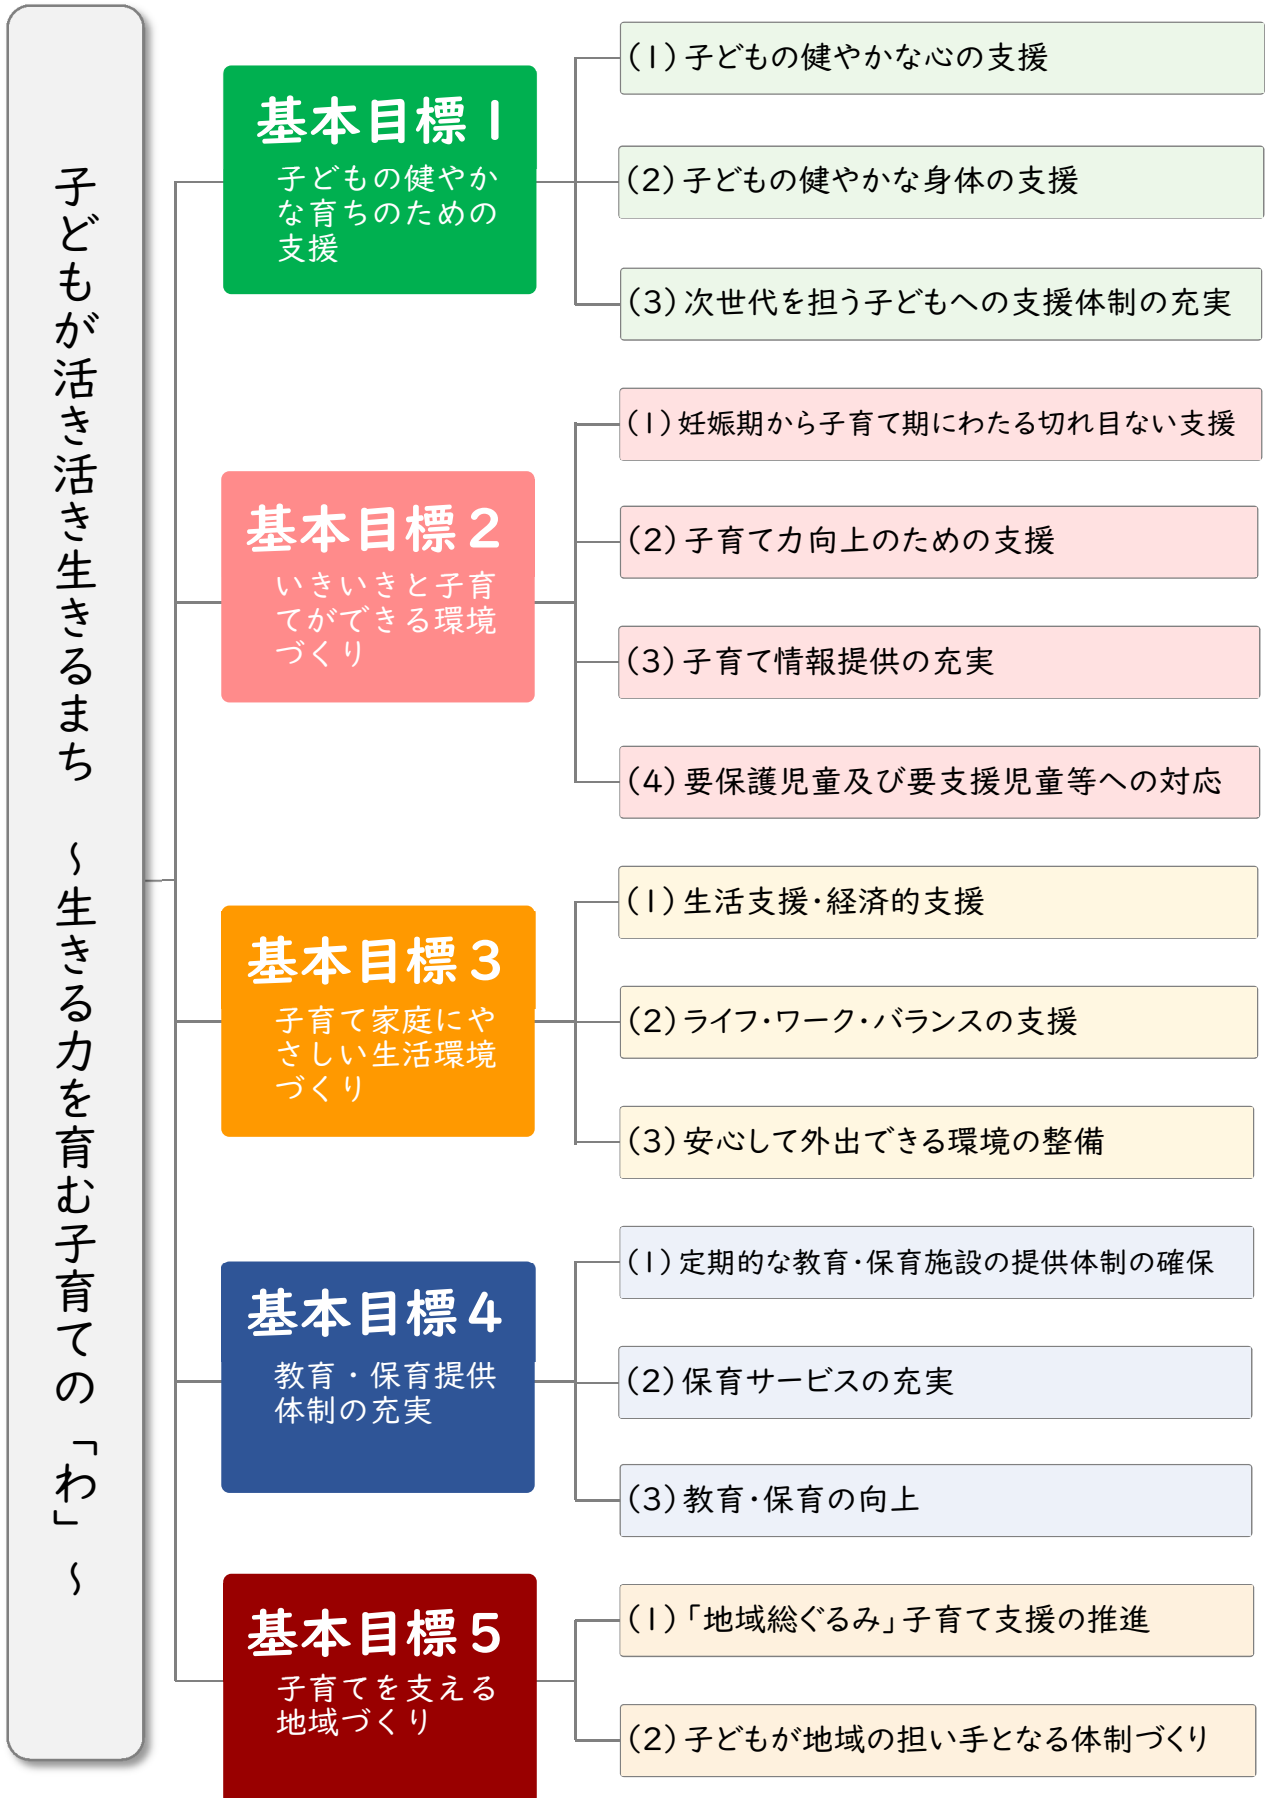 子どもが活き活き生きるまち　～生きる力を育む子育ての「わ」～
基本目標1
子どもの健やか
な育ちのための
支援
(1)子どもの健やかな心の支援
(2)子どもの健やかな身体の支援
(3)次世代を担う子どもへの支援体制の充実
基本目標2
いきいきと子育
てができる環境
づくり
(1)妊娠期から子育て期にわたる切れ目ない支援
(2)子育て力向上のための支援
(3)子育て情報提供の充実
(4)要保護児童及び要支援児童等への対応
基本目標3
子育て家庭にや
さしい生活環境
づくり
(1)生活支援・経済的支援
(2)ライフ・ワーク・バランスの支援
(3)安心して外出できる環境の整備
基本目標4
教育・保育提供
体制の充実
(1)定期的な教育・保育施設の提供体制の確保
(2)保育サービスの充実
(3)教育・保育の向上
基本目標5
子育てを支える
地域づくり
(1)「地域総ぐるみ」子育て支援の推進
(2)子どもが地域の担い手となる体制づくり